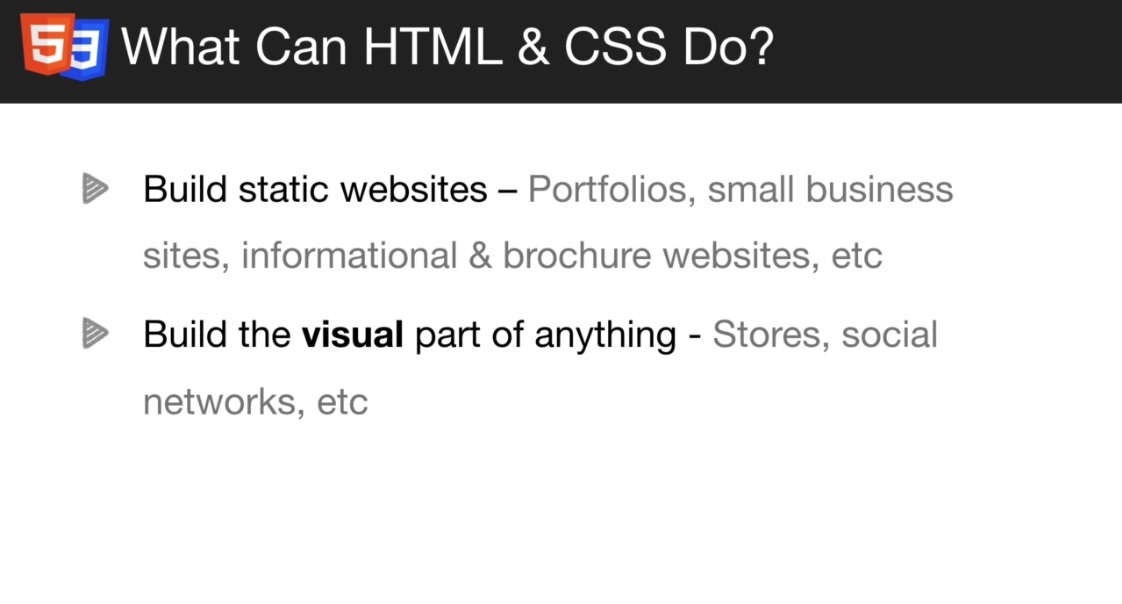 5 3 What Can HTML & CSS Do?
Build static websites – Portfolios, small business
sites, informational & brochure websites, etc
Build the visual part of anything - Stores, social
networks, etc